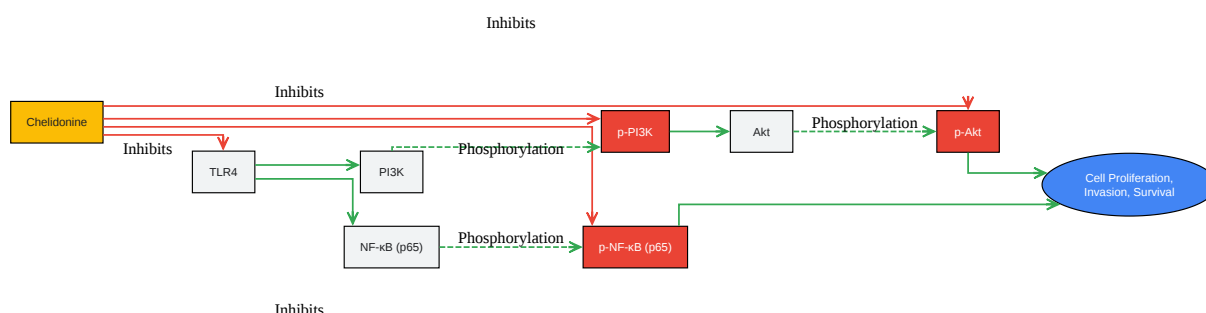 Inhibits
Inhibits
Chelidonine
p-PI3K
Akt
Phosphorylation
p-Akt
Inhibits
Phosphorylation
TLR4
PI3K
Cell Proliferation,
Invasion, Survival
NF-κB (p65)
Phosphorylation
p-NF-κB (p65)
Inhibits